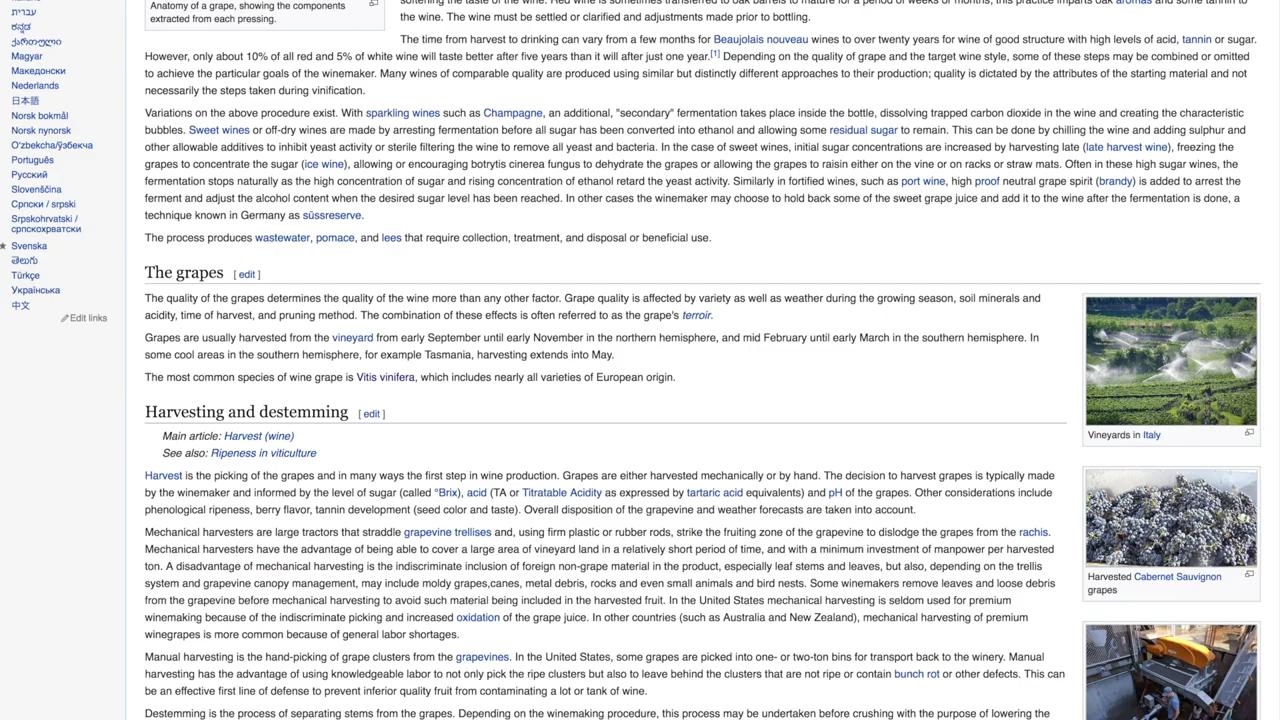 עברית
ಕನ್ನಡ
ქართული
Magyar
Македонски
Nederlands
日本語
Norsk bokmål
Norsk nynorsk
Oʻzbekcha/ўзбекча
Português
Русский
Slovenščina
Српски / srpski
Srpskohrvatski /
српскохрватски
Svenska
తెలుగు
Türkçe
Українська
中文
Edit links
Anatomy of a grape, showing the components
extracted from each pressing.
softening the taste of the wine. Red wine is sometimes transferred to oak barrels to mature for a period of weeks or months; this practice imparts oak aromas and some tannin to
the wine. The wine must be settled or clarified and adjustments made prior to bottling.
The time from harvest to drinking can vary from a few months for Beaujolais nouveau wines to over twenty years for wine of good structure with high levels of acid, tannin or sugar.
However, only about 10% of all red and 5% of white wine will taste better after five years than it will after just one year.[1] Depending on the quality of grape and the target wine style, some of these steps may be combined or omitted
to achieve the particular goals of the winemaker. Many wines of comparable quality are produced using similar but distinctly different approaches to their production; quality is dictated by the attributes of the starting material and not
necessarily the steps taken during vinification.
Variations on the above procedure exist. With sparkling wines such as Champagne, an additional, "secondary" fermentation takes place inside the bottle, dissolving trapped carbon dioxide in the wine and creating the characteristic
bubbles. Sweet wines or off-dry wines are made by arresting fermentation before all sugar has been converted into ethanol and allowing some residual sugar to remain. This can be done by chilling the wine and adding sulphur and
other allowable additives to inhibit yeast activity or sterile filtering the wine to remove all yeast and bacteria. In the case of sweet wines, initial sugar concentrations are increased by harvesting late (late harvest wine), freezing the
grapes to concentrate the sugar (ice wine), allowing or encouraging botrytis cinerea fungus to dehydrate the grapes or allowing the grapes to raisin either on the vine or on racks or straw mats. Often in these high sugar wines, the
fermentation stops naturally as the high concentration of sugar and rising concentration of ethanol retard the yeast activity. Similarly in fortified wines, such as port wine, high proof neutral grape spirit (brandy) is added to arrest the
ferment and adjust the alcohol content when the desired sugar level has been reached. In other cases the winemaker may choose to hold back some of the sweet grape juice and add it to the wine after the fermentation is done, a
technique known in Germany as süssreserve.
The process produces wastewater, pomace, and lees that require collection, treatment, and disposal or beneficial use.
The grapes [ edit ]
The quality of the grapes determines the quality of the wine more than any other factor. Grape quality is affected by variety as well as weather during the growing season, soil minerals and
acidity, time of harvest, and pruning method. The combination of these effects is often referred to as the grape's terroir.
Grapes are usually harvested from the vineyard from early September until early November in the northern hemisphere, and mid February until early March in the southern hemisphere. In
some cool areas in the southern hemisphere, for example Tasmania, harvesting extends into May.
The most common species of wine grape is Vitis vinifera, which includes nearly all varieties of European origin.
Vineyards in Italy
Harvesting and destemming [ edit ]
Main article: Harvest (wine)
See also: Ripeness in viticulture
Harvest is the picking of the grapes and in many ways the first step in wine production. Grapes are either harvested mechanically or by hand. The decision to harvest grapes is typically made
by the winemaker and informed by the level of sugar (called °Brix), acid (TA or Titratable Acidity as expressed by tartaric acid equivalents) and pH of the grapes. Other considerations include
phenological ripeness, berry flavor, tannin development (seed color and taste). Overall disposition of the grapevine and weather forecasts are taken into account.
Harvested Cabernet Sauvignon
grapes
Mechanical harvesters are large tractors that straddle grapevine trellises and, using firm plastic or rubber rods, strike the fruiting zone of the grapevine to dislodge the grapes from the rachis.
Mechanical harvesters have the advantage of being able to cover a large area of vineyard land in a relatively short period of time, and with a minimum investment of manpower per harvested
ton. A disadvantage of mechanical harvesting is the indiscriminate inclusion of foreign non-grape material in the product, especially leaf stems and leaves, but also, depending on the trellis
system and grapevine canopy management, may include moldy grapes,canes, metal debris, rocks and even small animals and bird nests. Some winemakers remove leaves and loose debris
from the grapevine before mechanical harvesting to avoid such material being included in the harvested fruit. In the United States mechanical harvesting is seldom used for premium
winemaking because of the indiscriminate picking and increased oxidation of the grape juice. In other countries (such as Australia and New Zealand), mechanical harvesting of premium
winegrapes is more common because of general labor shortages.
Manual harvesting is the hand-picking of grape clusters from the grapevines. In the United States, some grapes are picked into one- or two-ton bins for transport back to the winery. Manual
harvesting has the advantage of using knowledgeable labor to not only pick the ripe clusters but also to leave behind the clusters that are not ripe or contain bunch rot or other defects. This can
be an effective first line of defense to prevent inferior quality fruit from contaminating a lot or tank of wine.
Destemming is the process of separating stems from the grapes. Depending on the winemaking procedure, this process may be undertaken before crushing with the purpose of lowering the